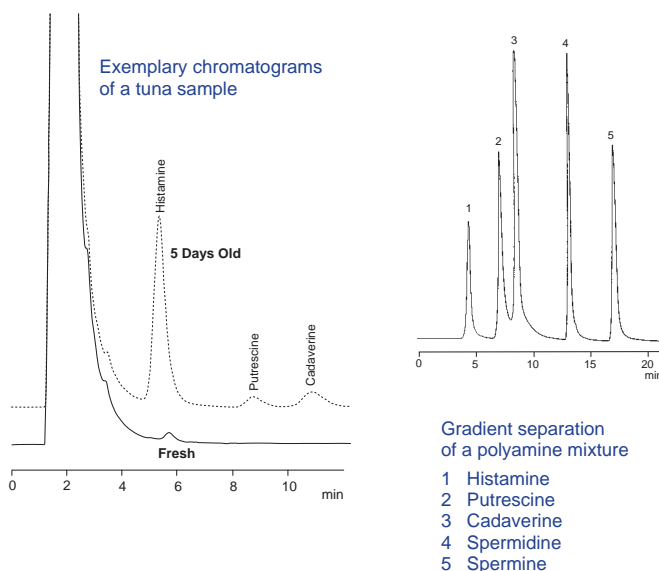 Exemplary chromatograms
of a tuna sample
Histamine
5 Days Old
Putrescine
Cadaverine
Fresh
0 2 4 6 8 10
min
3
4
2
5
1
0 5 10 15 20
min
Gradient separation
of a polyamine mixture
1 Histamine
2 Putrescine
3 Cadaverine
4 Spermidine
5 Spermine